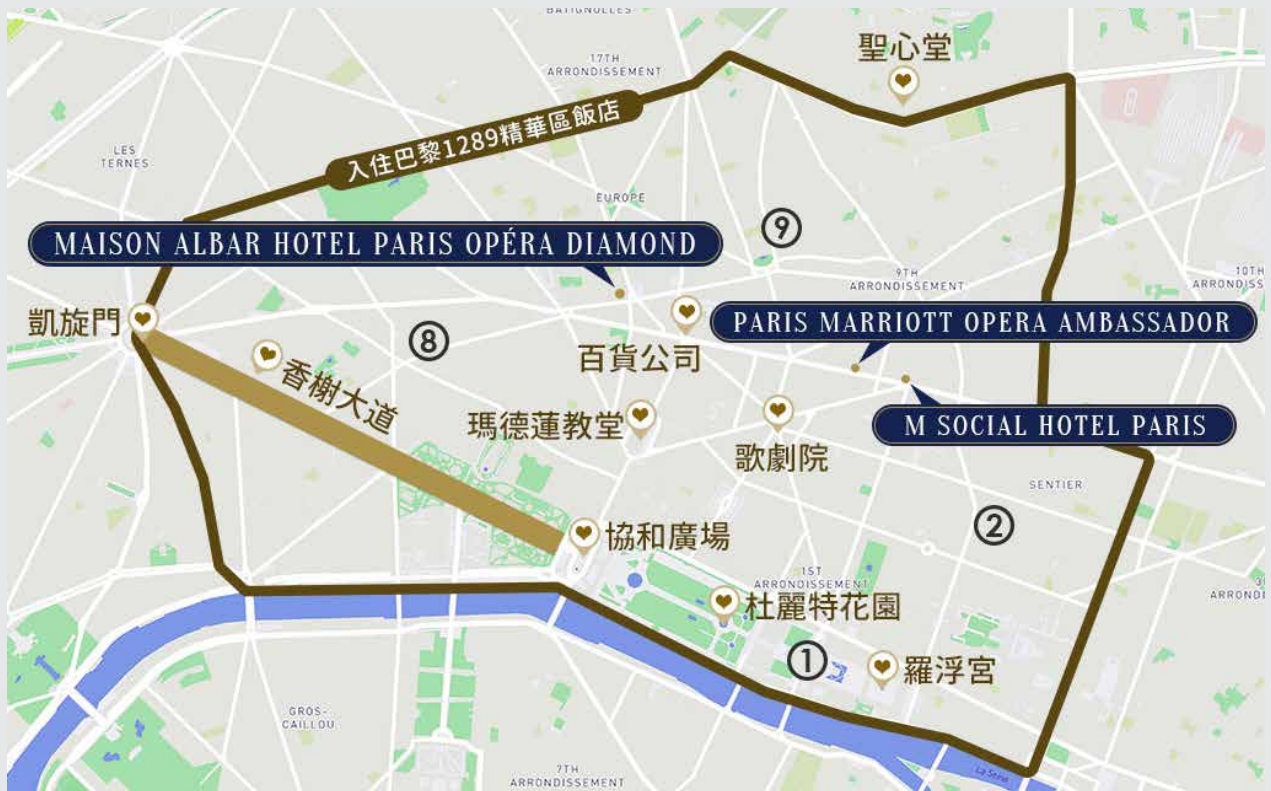 BATIGNOLLES
聖心堂
17TH
ARRONDISSEMENT
入住巴黎1289精華區飯店
LES
TERNES
EUROPE
⑨
MAISON ALBAR HOTEL PARIS OPÉRA DIAMOND
9TH
ARRONDISSEMENT
10TH
凱旋門
PARIS MARRIOTT OPERA AMBASSADOR
⑧
百貨公司
香榭大道
瑪德蓮教堂
M SOCIAL HOTEL PARIS
歌劇院
SENTIER
②
協和廣場
1ST
ARRONDISSEMENT
杜麗特花園
①
羅浮宮
GROS-
CAILLOU
7TH
ARRONDISSEMENT
La Seine